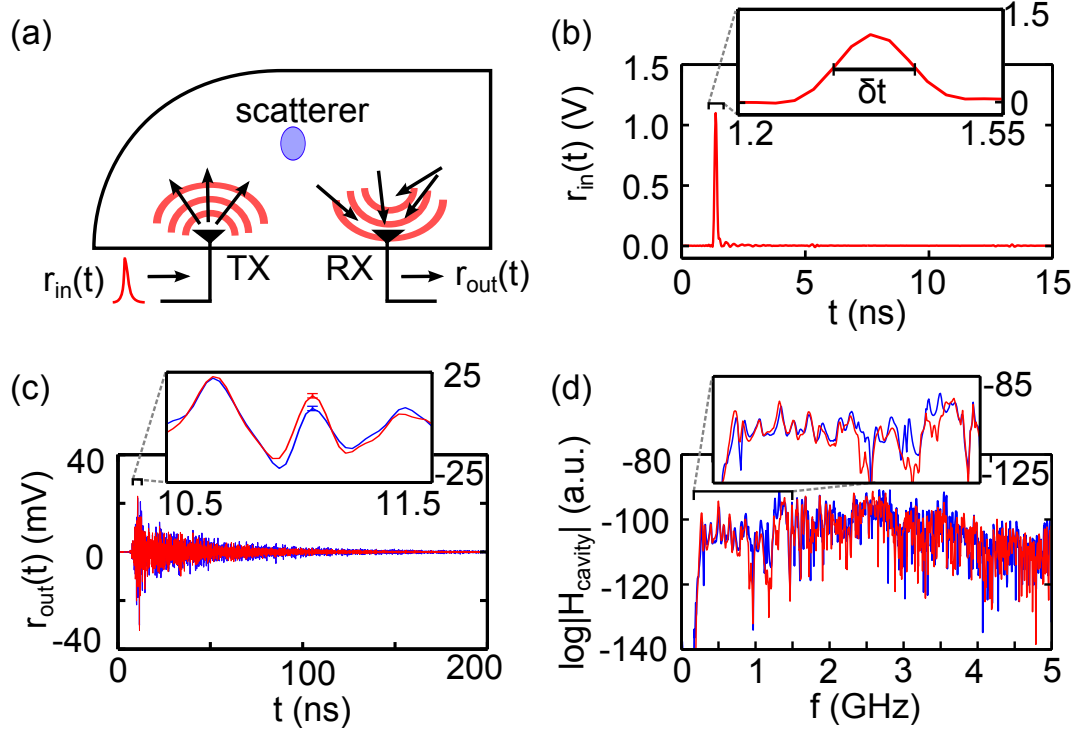 (a)
scatterer
TX
RX
r_in(t)
r_out(t)
(b)
1.5
0
δt
1.2
1.55
1.5
1.0
0.5
0.0
r_in(t) (V)
0
5
10
15
t (ns)
(c)
25
-25
10.5
11.5
40
0
-40
r_out(t) (mV)
0
50
100
200
t (ns)
(d)
-85
-125
-80
-100
-120
-140
log|H_cavity| (a.u.)
0
1
2
3
4
5
f (GHz)